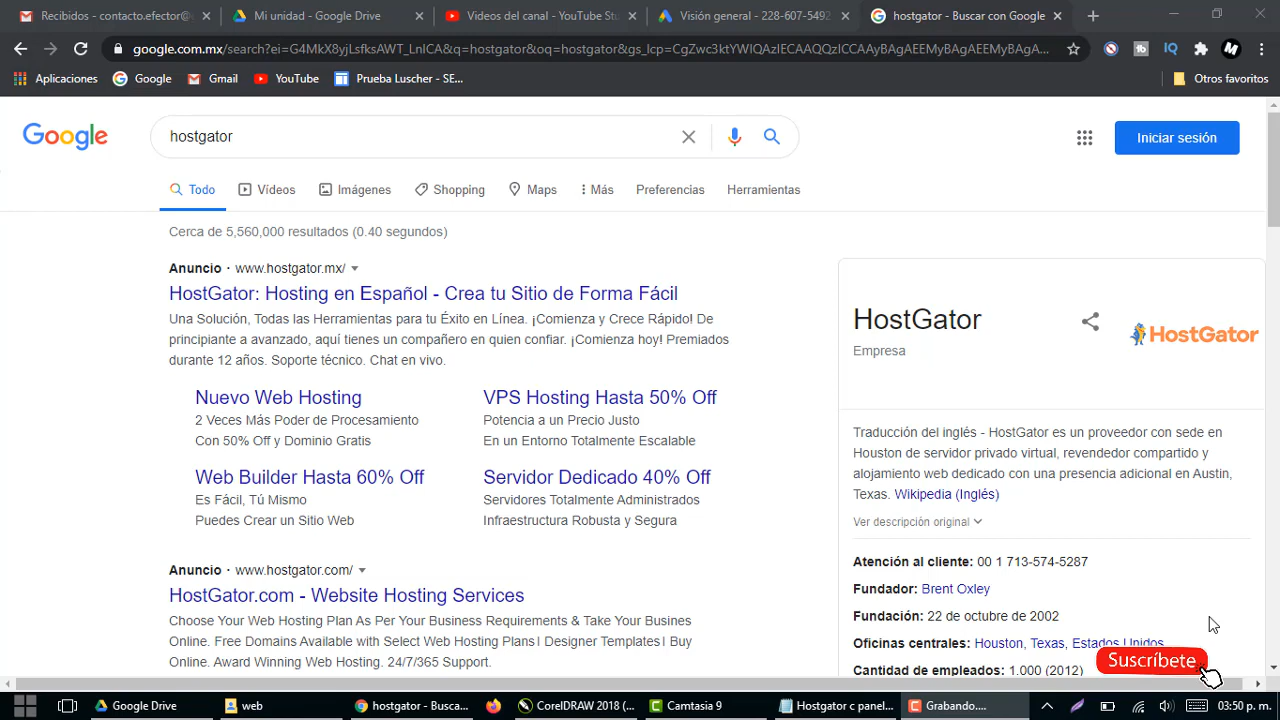 Recibidos - contacto.efector@
Mi unidad - Google Drive
Videos del canal - YouTube Stu
Visión general - 228-607-5492
hostgator - Buscar con Google
google.com.mx/search?ei=G4MkX8yjLsfksAWT_LnICA&q=hostgator&oq=hostgator&gs_lcp=CgZwc3ktYWIQAzIECAAQQzICCAAyBAgAEEMyBAgAEEMyBAgAEEMyBAgA...
Aplicaciones
Google
Gmail
YouTube
Prueba Luscher - SE...
Otros favoritos
Google
hostgator
Iniciar sesión
Todo
Vídeos
Imágenes
Shopping
Maps
Más
Preferencias
Herramientas
Cerca de 5,560,000 resultados (0.40 segundos)
Anuncio · www.hostgator.mx/
HostGator: Hosting en Español - Crea tu Sitio de Forma Fácil
Una Solución, Todas las Herramientas para tu Éxito en Línea. ¡Comienza y Crece Rápido! De
principiante a avanzado, aquí tienes un compañero en quien confiar. ¡Comienza hoy! Premiados
durante 12 años. Soporte técnico. Chat en vivo.
Nuevo Web Hosting
2 Veces Más Poder de Procesamiento
Con 50% Off y Dominio Gratis
VPS Hosting Hasta 50% Off
Potencia a un Precio Justo
En un Entorno Totalmente Escalable
Web Builder Hasta 60% Off
Es Fácil, Tú Mismo
Puedes Crear un Sitio Web
Servidor Dedicado 40% Off
Servidores Totalmente Administrados
Infraestructura Robusta y Segura
Anuncio · www.hostgator.com/
HostGator.com - Website Hosting Services
Choose Your Web Hosting Plan As Per Your Business Requirements & Take Your Business
Online. Free Domains Available with Select Web Hosting Plans! Designer Templates! Buy
Online. Award Winning Web Hosting. 24/7/365 Support.
HostGator
Empresa
HostGator
Traducción del inglés - HostGator es un proveedor con sede en
Houston de servidor privado virtual, revendedor compartido y
alojamiento web dedicado con una presencia adicional en Austin,
Texas. Wikipedia (Inglés)
Ver descripción original
Atención al cliente: 00 1 713-574-5287
Fundador: Brent Oxley
Fundación: 22 de octubre de 2002
Oficinas centrales: Houston, Texas, Estados Unidos
Cantidad de empleados: 1.000 (2012)
Suscríbete
Google Drive
web
hostgator - Busca...
CorelDRAW 2018 (...
Camtasia 9
Hostgator c panel...
Grabando....
03:50 p. m.